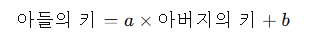 아들의 키 = a × 아버지의 키 + b